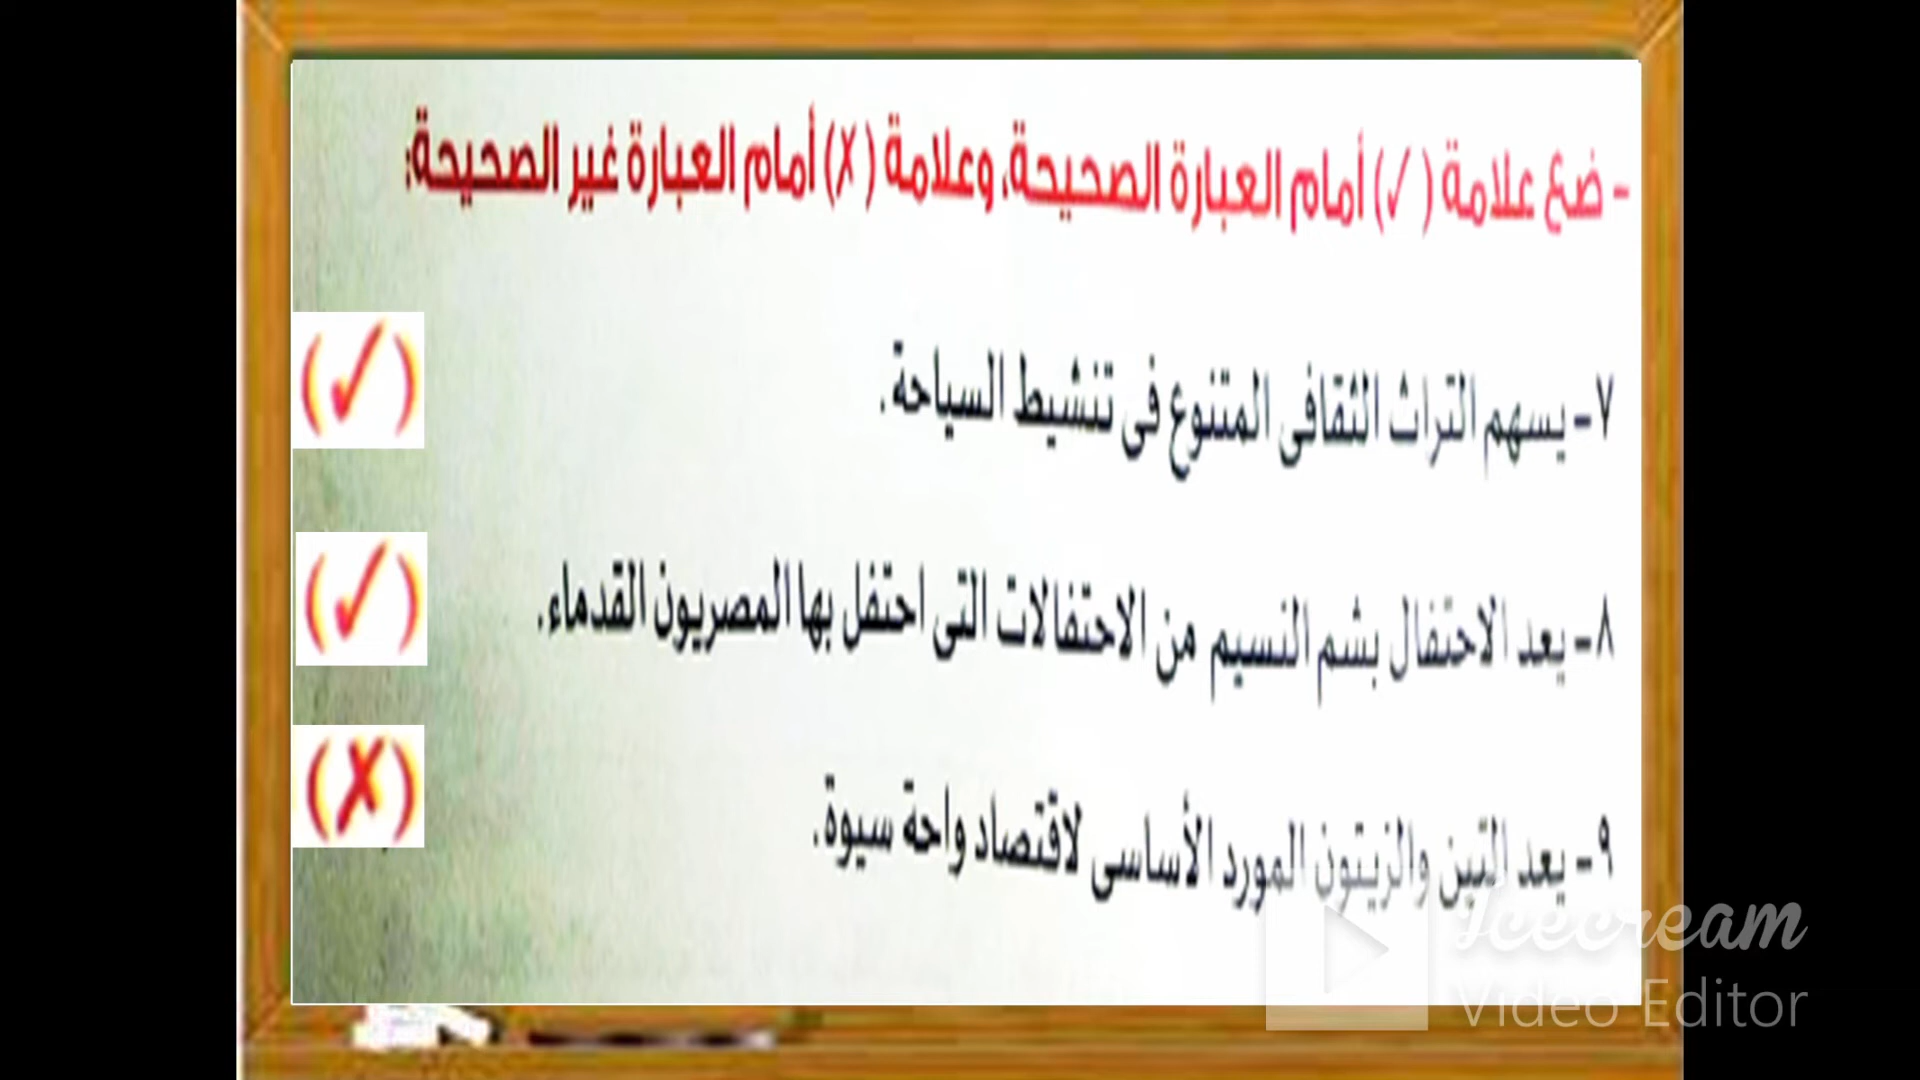 - ضع علامة ( ✓ ) أمام العبارة الصحيحة، وعلامة ( ✗ ) أمام العبارة غير الصحيحة:
٧- يسهم التراث الثقافى المتنوع فى تنشيط السياحة. (✓)
٨- يعد الاحتفال بشم النسيم من الاحتفالات التى احتفل بها المصريون القدماء. (✓)
٩- يعد التين والزيتون المورد الأساسى لاقتصاد واحة سيوة. (✗)
Icecream
Video Editor